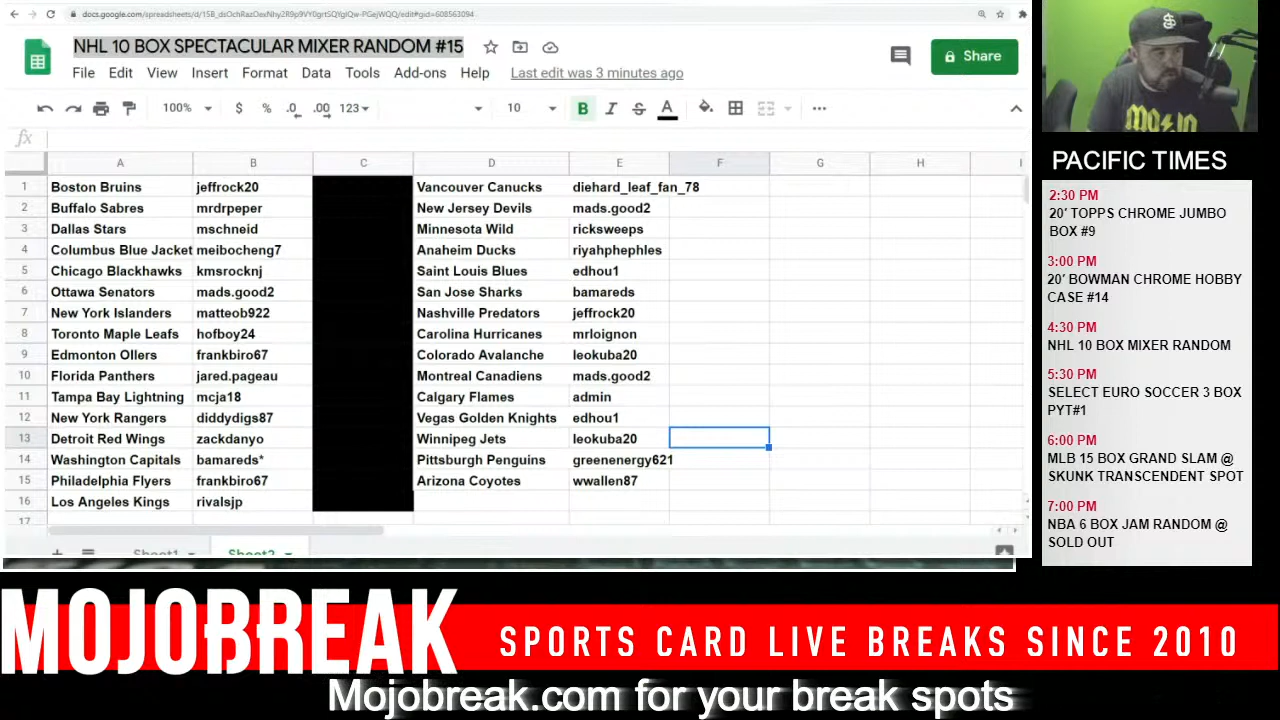 docs.google.com/spreadsheets/d/
NHL 10 BOX SPECTACULAR MIXER RANDOM #15
File Edit View Insert Format Data Tools Add-ons Help Last edit was 3 minutes ago
Share
100% $ % .0 .00 123 10 B I S A
fx
A B C D E F G H I
1 Boston Bruins jeffrock20 Vancouver Canucks diehard_leaf_fan_78
2 Buffalo Sabres mrdrpeper New Jersey Devils mads.good2
3 Dallas Stars mschneid Minnesota Wild ricksweeps
4 Columbus Blue Jacket meibocheng7 Anaheim Ducks riyahphephles
5 Chicago Blackhawks kmsrocknj Saint Louis Blues edhou1
6 Ottawa Senators mads.good2 San Jose Sharks bamareds
7 New York Islanders matteob922 Nashville Predators jeffrock20
8 Toronto Maple Leafs hofboy24 Carolina Hurricanes mrloignon
9 Edmonton Oilers frankbiro67 Colorado Avalanche leokuba20
10 Florida Panthers jared.pageau Montreal Canadiens mads.good2
11 Tampa Bay Lightning mcja18 Calgary Flames admin
12 New York Rangers diddydigs87 Vegas Golden Knights edhou1
13 Detroit Red Wings zackdanyo Winnipeg Jets leokuba20
14 Washington Capitals bamareds* Pittsburgh Penguins greenenergy621
15 Philadelphia Flyers frankbiro67 Arizona Coyotes wwallen87
16 Los Angeles Kings rivalsjp
17
Sheet1 Sheet2
PACIFIC TIMES
2:30 PM
20' TOPPS CHROME JUMBO
BOX #9
3:00 PM
20' BOWMAN CHROME HOBBY
CASE #14
4:30 PM
NHL 10 BOX MIXER RANDOM
5:30 PM
SELECT EURO SOCCER 3 BOX
PYT#1
6:00 PM
MLB 15 BOX GRAND SLAM @
SKUNK TRANSCENDENT SPOT
7:00 PM
NBA 6 BOX JAM RANDOM @
SOLD OUT
MOJOBREAK
SPORTS CARD LIVE BREAKS SINCE 2010
Mojobreak.com for your break spots